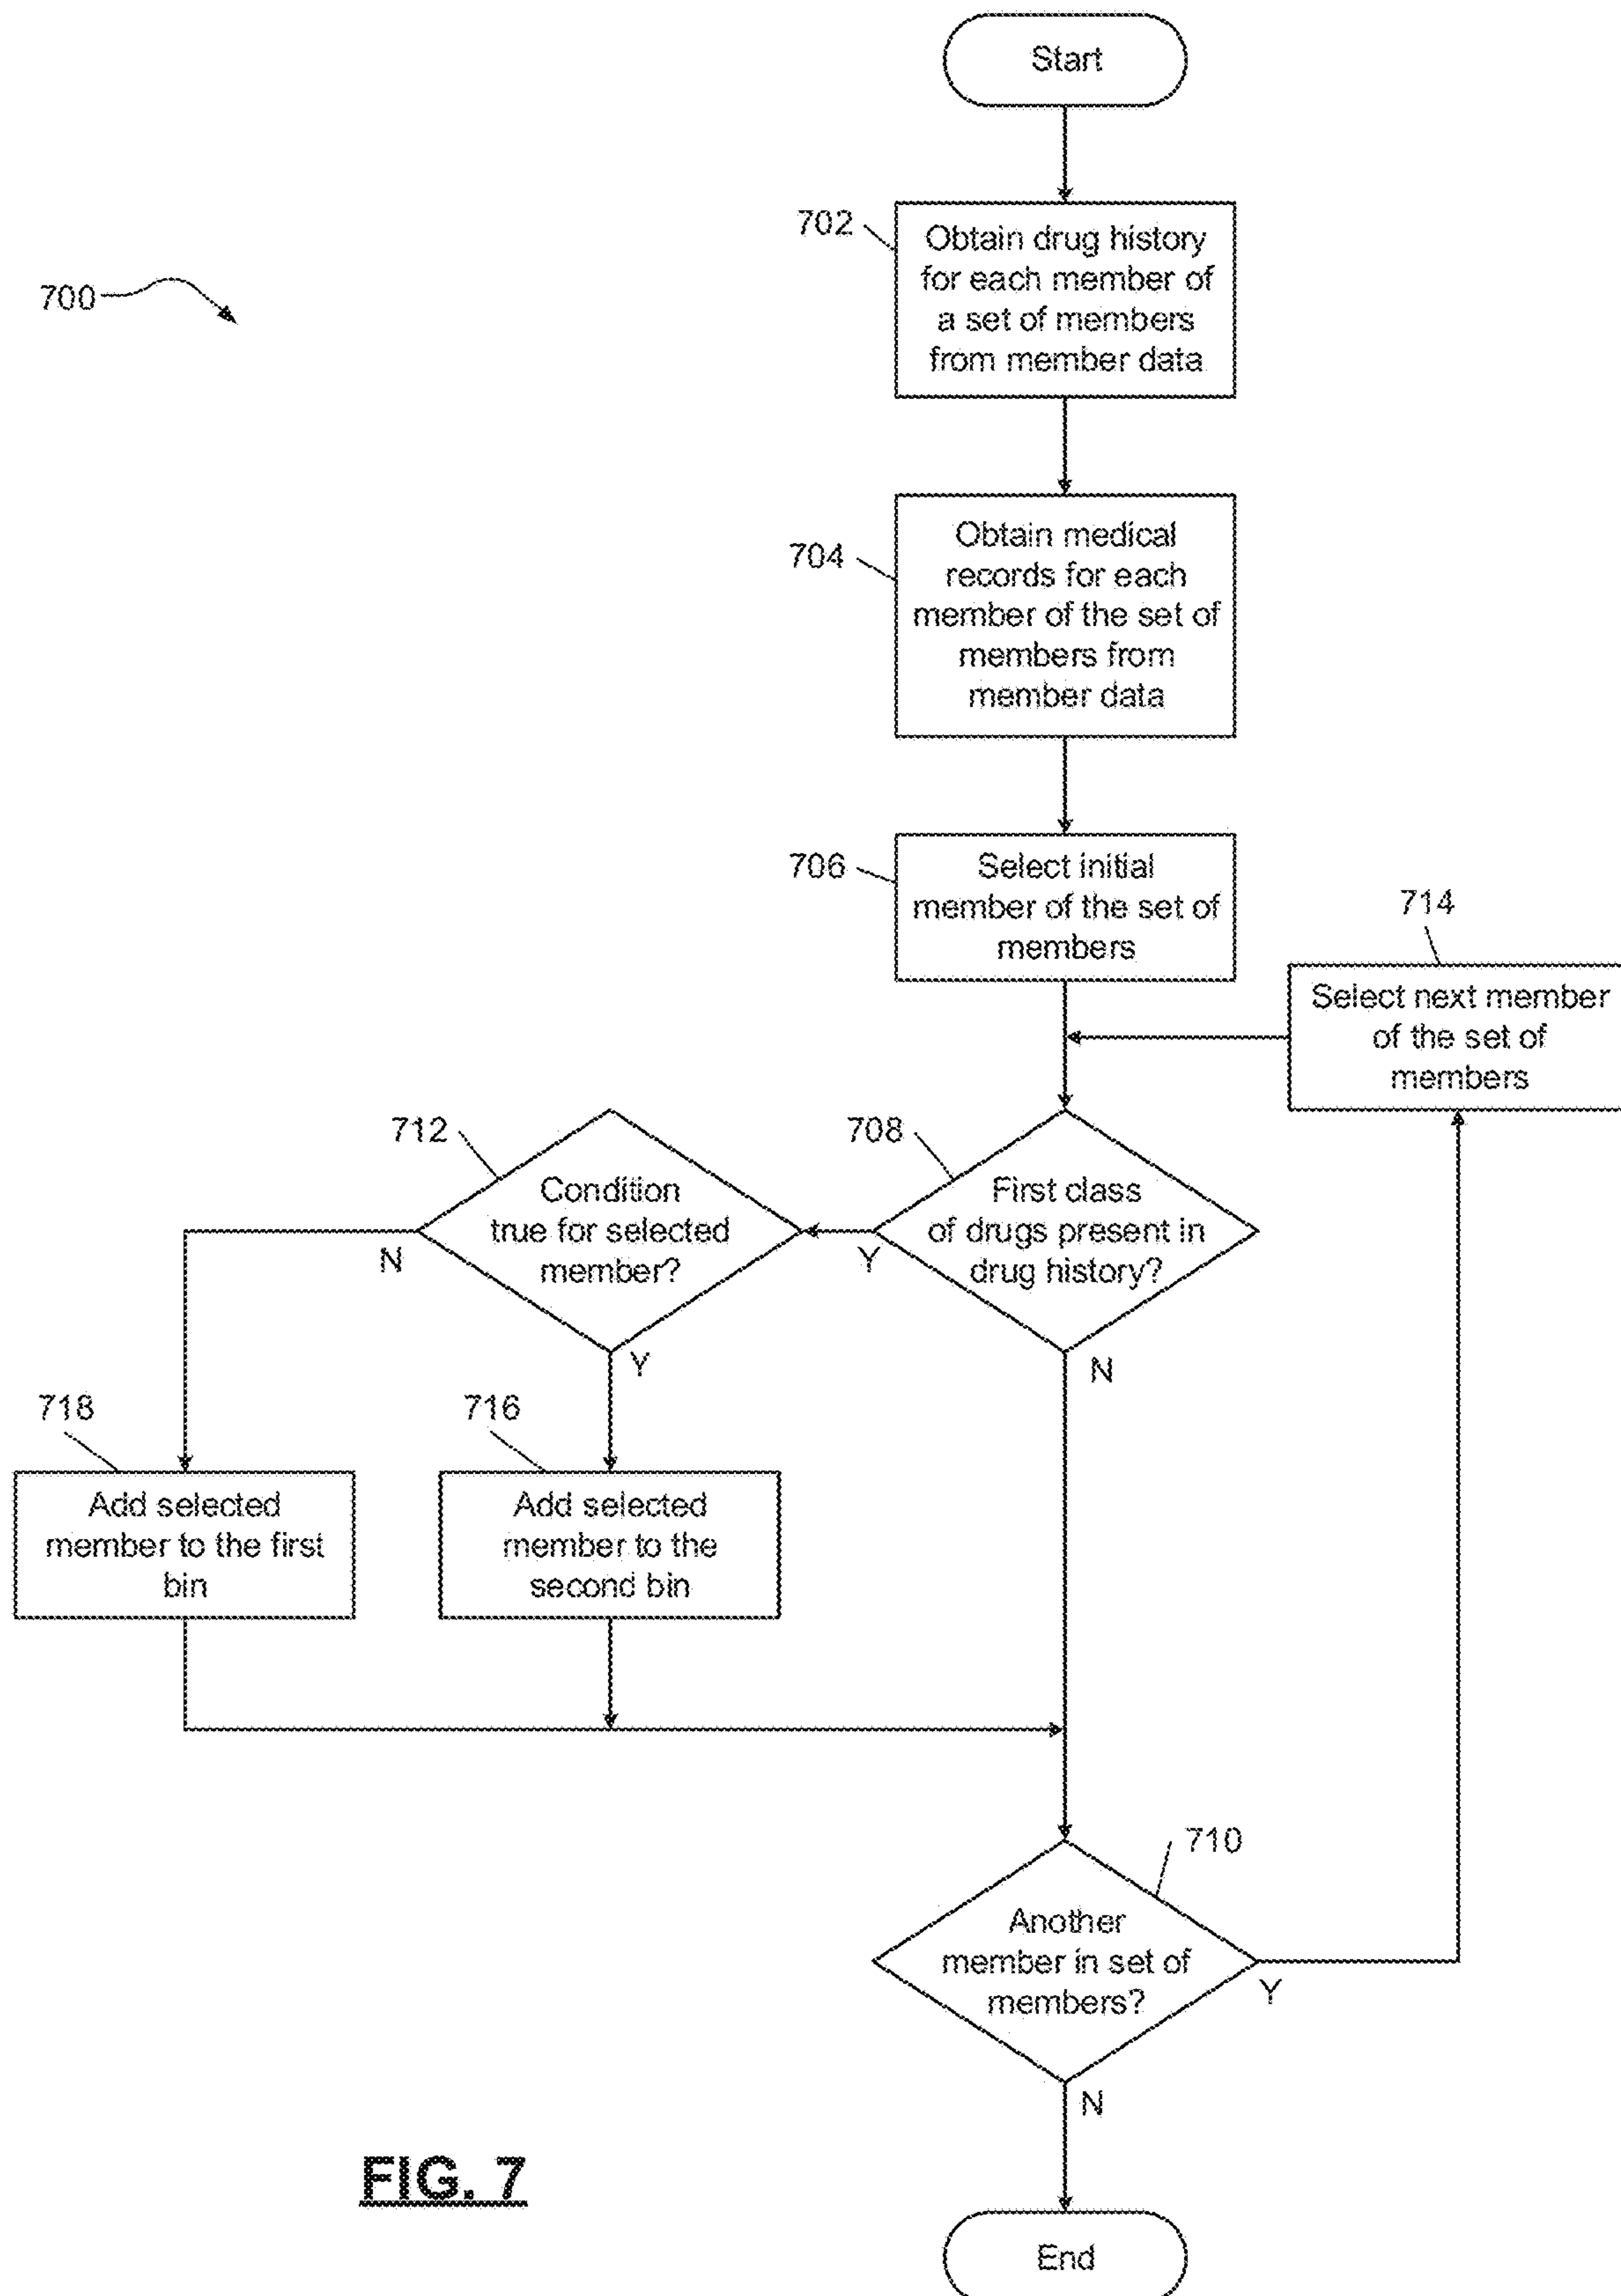 Start
702
Obtain drug history
for each member of
a set of members
from member data
700
704
Obtain medical
records for each
member of the set of
members from
member data
706
Select initial
member of the set of
members
714
Select next member
of the set of
members
712
Condition
true for selected
member?
N
Y
708
First class
of drugs present in
drug history?
Y
N
718
Add selected
member to the first
bin
716
Add selected
member to the
second bin
710
Another
member in set of
members?
Y
N
FIG. 7
End